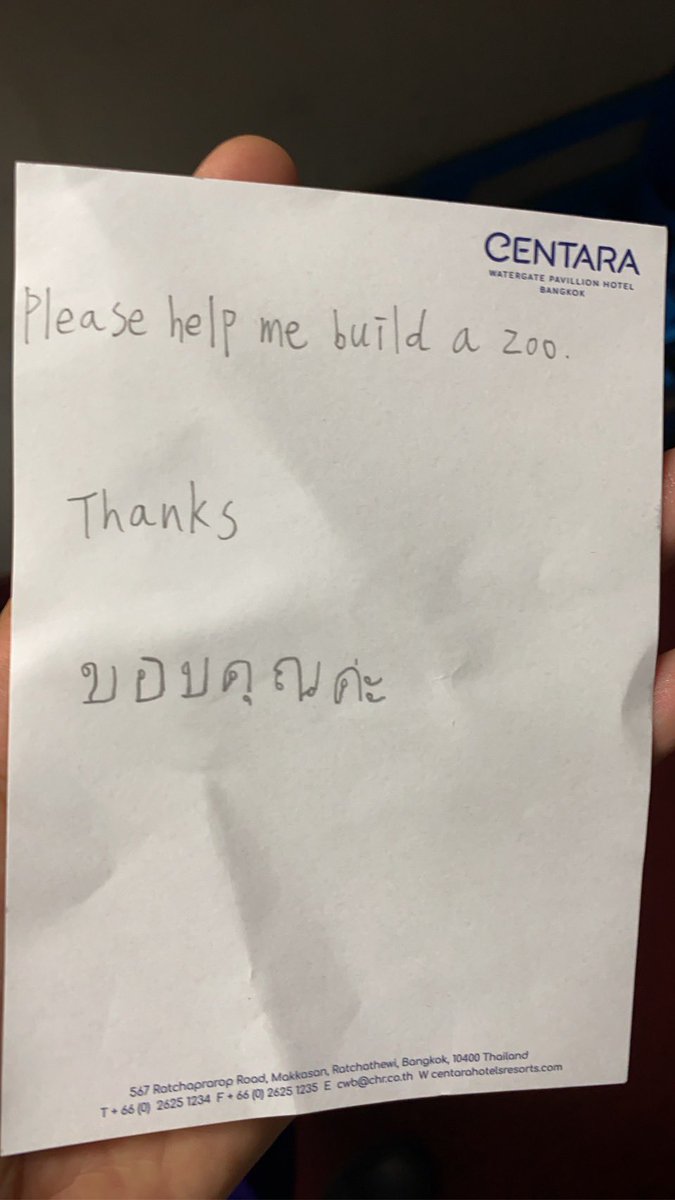 CENTARA
WATERGATE PAVILLION HOTEL
BANGKOK
Please help me build a zoo.
Thanks
ขอบคุณค่ะ
567 Ratchaprarop Road, Makkasan, Ratchathewi, Bangkok, 10400 Thailand
T + 66 (0) 2625 1234 F + 66 (0) 2625 1235 E cwb@chr.co.th W centarahotelsresorts.com